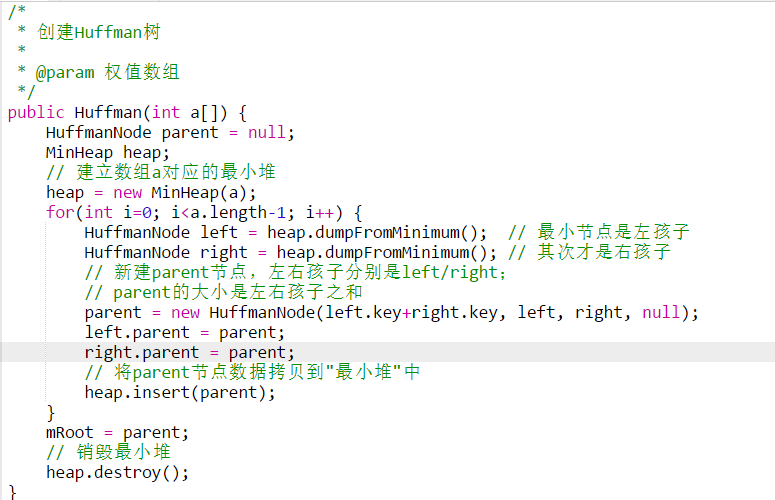 /*
 * 创建Huffman树
 *
 * @param 权值数组
 */
public Huffman(int a[]) {
    HuffmanNode parent = null;
    MinHeap heap;
    // 建立数组a对应的最小堆
    heap = new MinHeap(a);
    for(int i=0; i<a.length-1; i++) {
        HuffmanNode left = heap.dumpFromMinimum();  // 最小节点是左孩子
        HuffmanNode right = heap.dumpFromMinimum(); // 其次才是右孩子
        // 新建parent节点，左右孩子分别是left/right；
        // parent的大小是左右孩子之和
        parent = new HuffmanNode(left.key+right.key, left, right, null);
        left.parent = parent;
        right.parent = parent;
        // 将parent节点数据拷贝到"最小堆"中
        heap.insert(parent);
    }
    mRoot = parent;
    // 销毁最小堆
    heap.destroy();
}